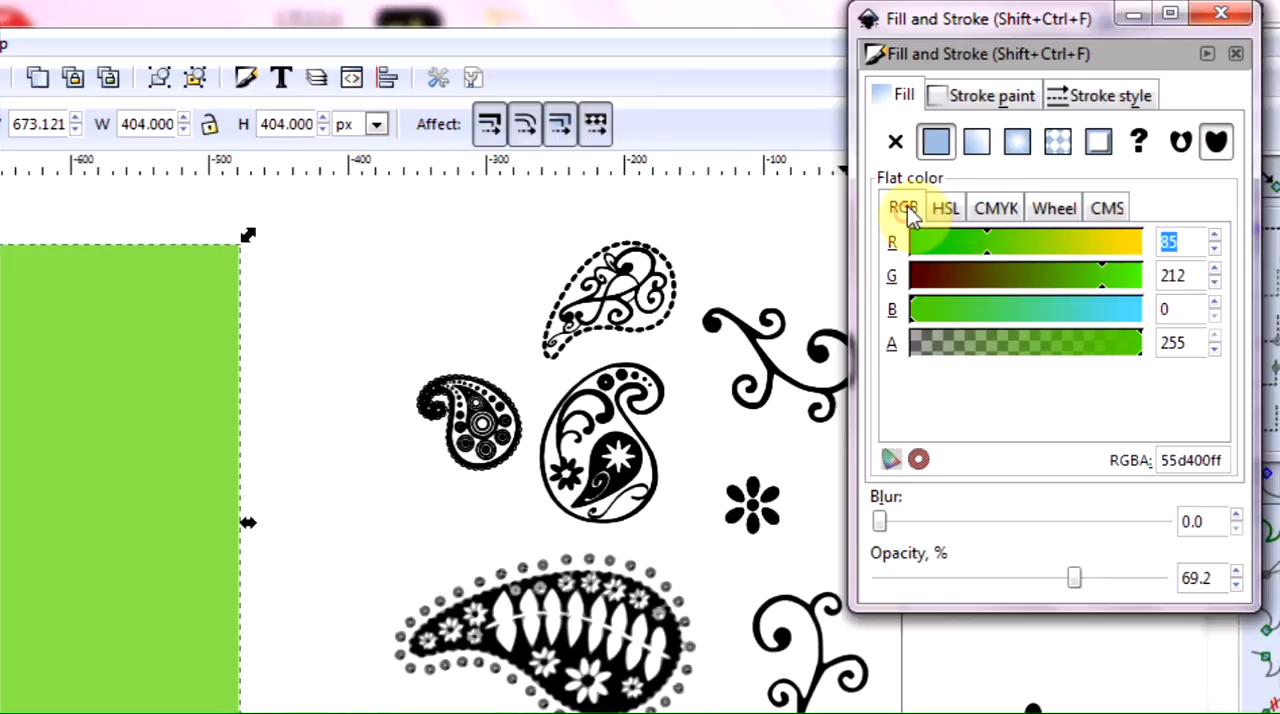 Fill and Stroke (Shift+Ctrl+F)
p
Fill and Stroke (Shift+Ctrl+F)
Fill Stroke paint Stroke style
673.121 W 404.000 H 404.000 px Affect:
-600 -500 -400 -300 -200 -100
Flat color
RGB HSL CMYK Wheel CMS
R 85
G 212
B 0
A 255
RGBA: 55d400ff
Blur:
0.0
Opacity, %
69.2